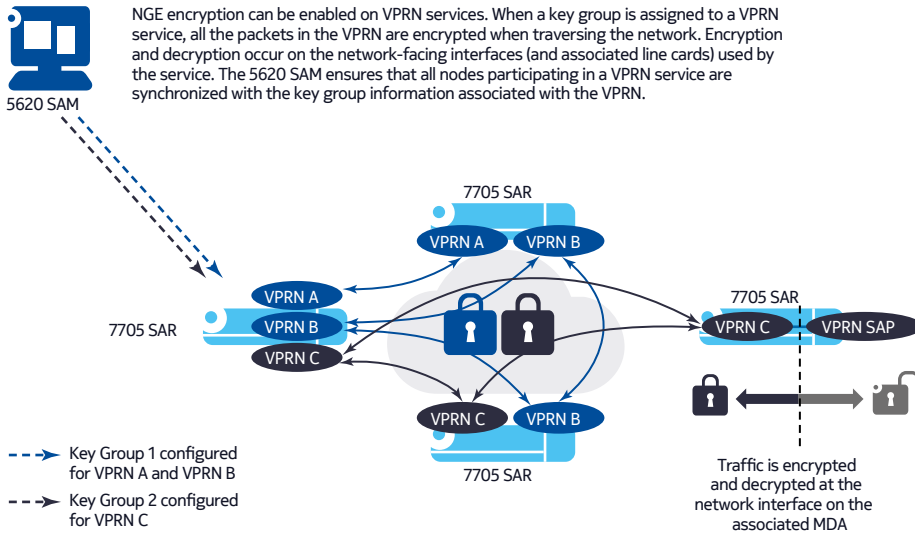 NGE encryption can be enabled on VPRN services. When a key group is assigned to a VPRN
service, all the packets in the VPRN are encrypted when traversing the network. Encryption
and decryption occur on the network-facing interfaces (and associated line cards) used by
the service. The 5620 SAM ensures that all nodes participating in a VPRN service are
synchronized with the key group information associated with the VPRN.
5620 SAM
7705 SAR
VPRN A
VPRN B
VPRN A
7705 SAR
VPRN B
VPRN C
7705 SAR
VPRN C
VPRN SAP
VPRN C
VPRN B
7705 SAR
Key Group 1 configured
for VPRN A and VPRN B
Key Group 2 configured
for VPRN C
Traffic is encrypted
and decrypted at the
network interface on the
associated MDA